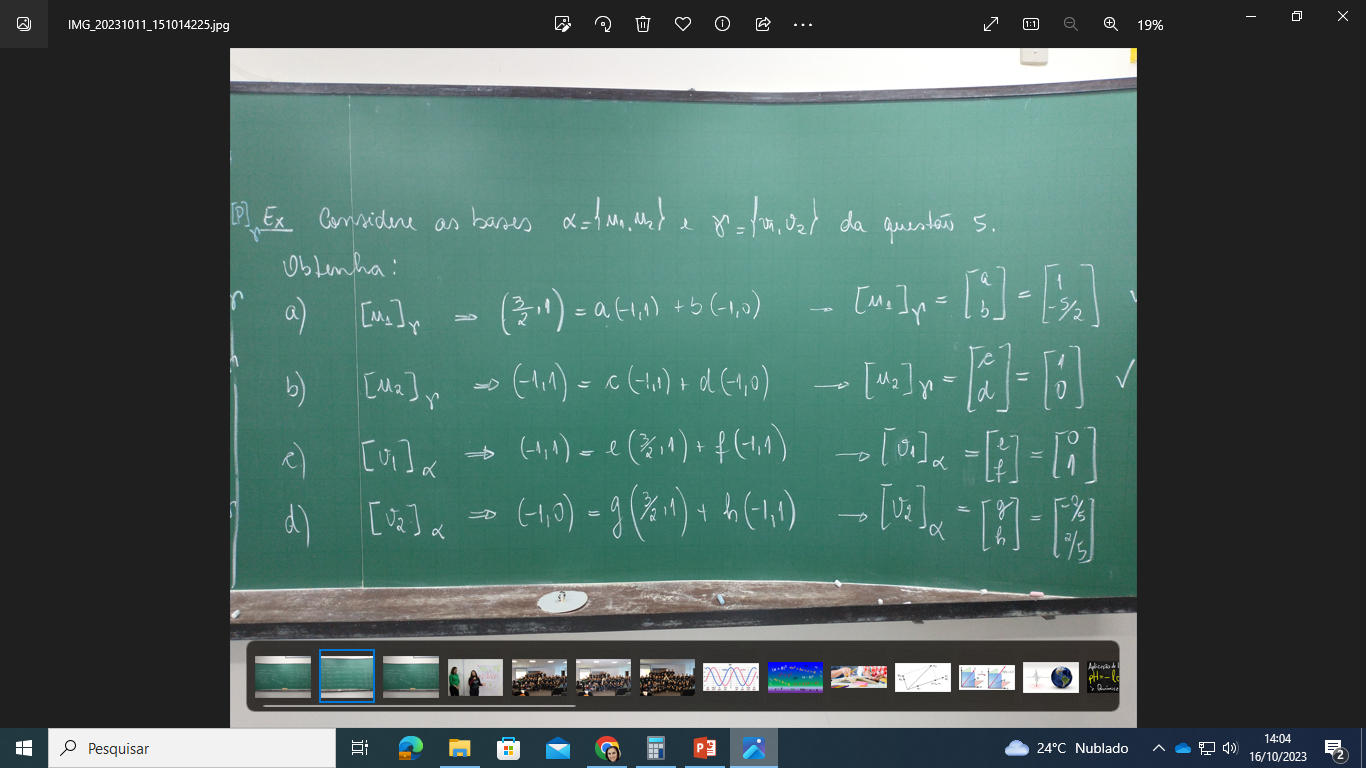 IMG_20231011_151014225.jpg
19%
[P]γ Ex Considere as bases α={u1,u2} e γ={v1,v2} da questão 5.
Obtenha:
a) [u1]γ ⇒ (3/2,1) = a(-1,1) + b(-1,0) → [u1]γ = [a b] = [1 -5/2] ✓
b) [u2]γ ⇒ (-1,1) = c(-1,1) + d(-1,0) → [u2]γ = [c d] = [1 0] ✓
c) [v1]α ⇒ (-1,1) = e(3/2,1) + f(-1,1) → [v1]α = [e f] = [0 1]
d) [v2]α ⇒ (-1,0) = g(3/2,1) + h(-1,1) → [v2]α = [g h] = [-2/5 2/5]
Pesquisar
24°C Nublado
14:04
16/10/2023
2